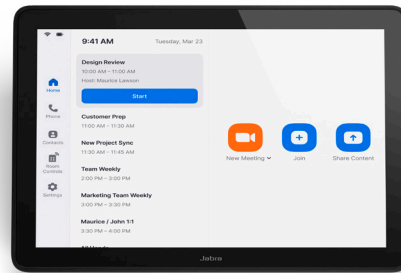 9:41 AM
Tuesday, Mar 23
Home
Phone
Contacts
Room
Controls
Settings
Design Review
10:00 AM – 11:00 AM
Host: Maurice Lawson
Start
Customer Prep
11:00 AM – 11:30 AM
New Project Sync
11:30 AM – 11:45 AM
Team Weekly
2:00 PM – 3:00 PM
Marketing Team Weekly
3:00 PM – 3:30 PM
Maurice / John 1:1
3:30 PM – 4:00 PM
New Meeting
Join
Share Content
Jabra